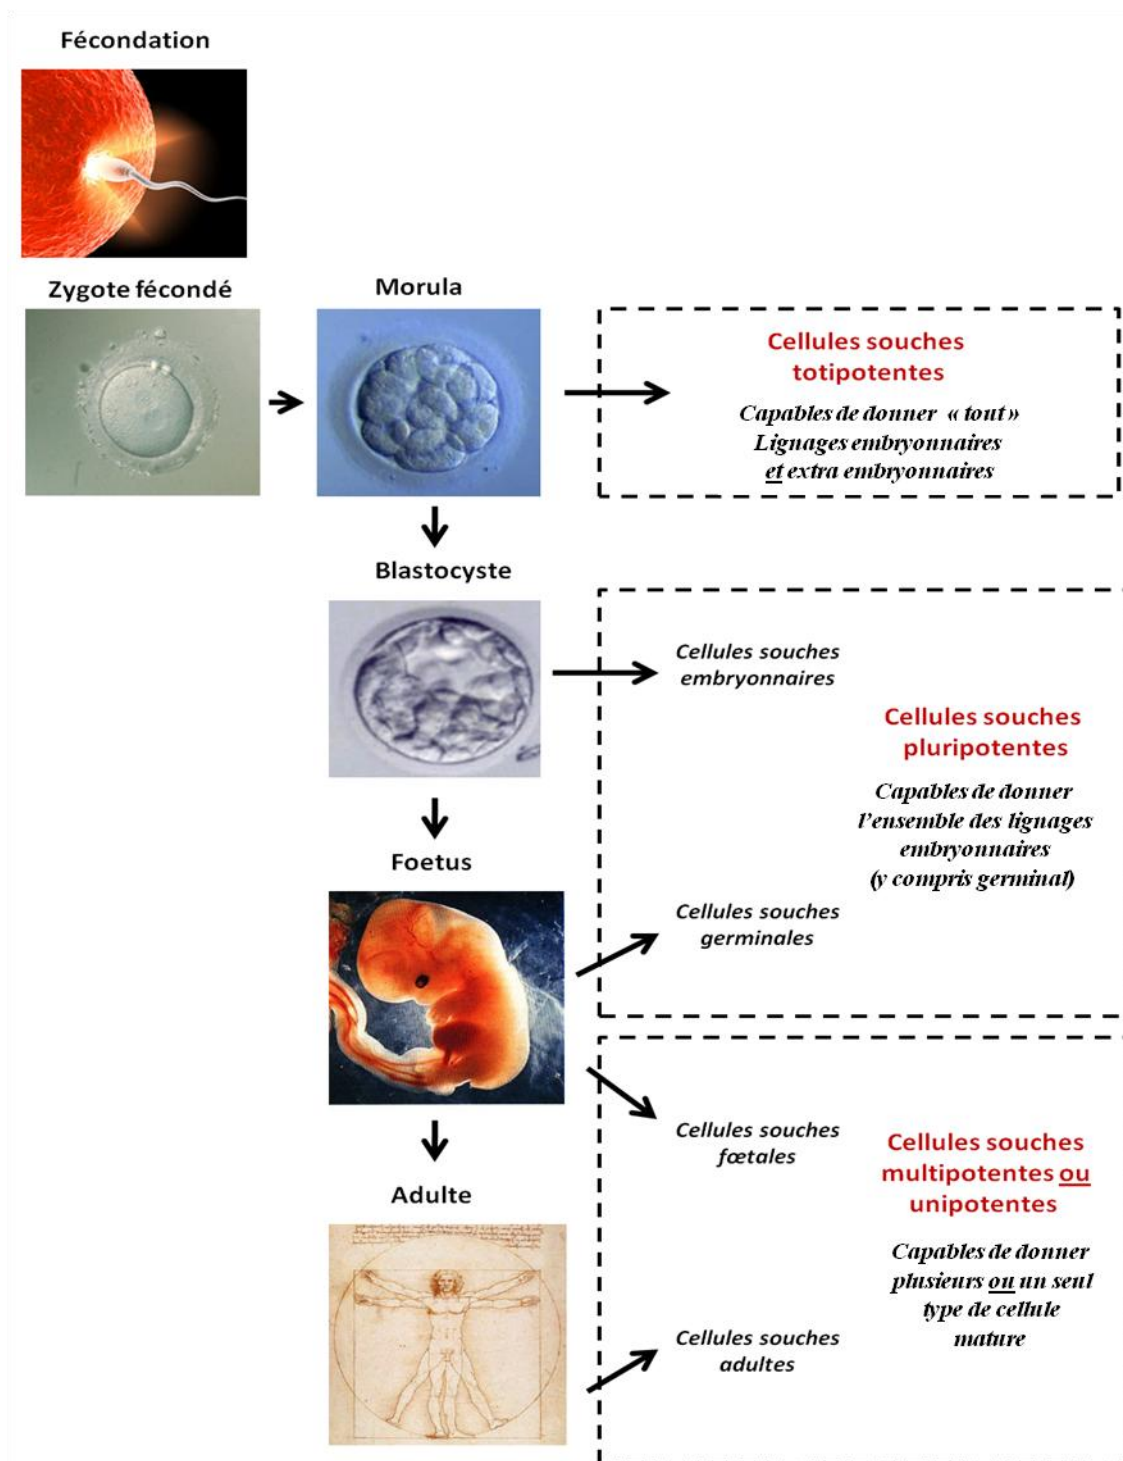 Fécondation
Zygote fécondé
Morula
Cellules souches
totipotentes
Capables de donner « tout »
Lignages embryonnaires
et extra embryonnaires
Blastocyste
Cellules souches
embryonnaires
Cellules souches
pluripotentes
Capables de donner
l'ensemble des lignages
embryonnaires
(y compris germinal)
Foetus
Cellules souches
germinales
Cellules souches
fœtales
Cellules souches
multipotentes ou
unipotentes
Capables de donner
plusieurs ou un seul
type de cellule
mature
Adulte
Cellules souches
adultes